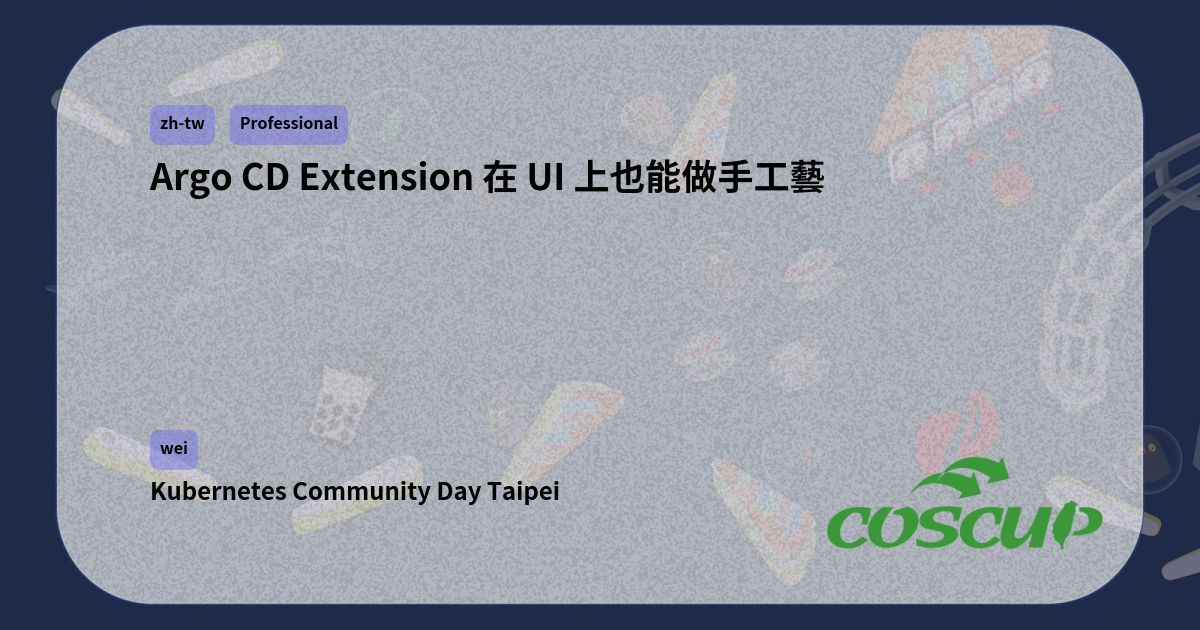 zh-tw Professional
Argo CD Extension 在 UI 上也能做手工藝
wei
Kubernetes Community Day Taipei
COSCUP